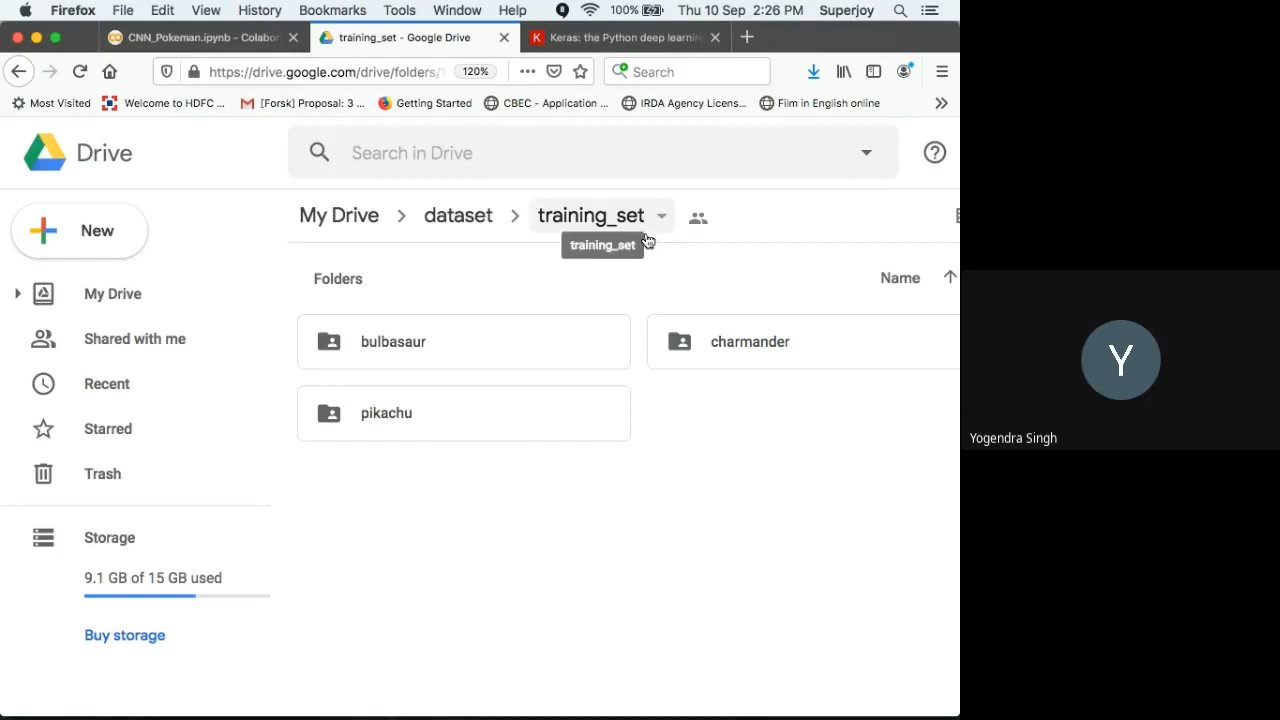 Firefox File Edit View History Bookmarks Tools Window Help 100% Thu 10 Sep 2:26 PM Superjoy
CNN_Pokeman.ipynb - Colabor training_set - Google Drive Keras: the Python deep learnin
https://drive.google.com/drive/folders/ 120% Search
Most Visited Welcome to HDFC ... [Forsk] Proposal: 3 ... Getting Started CBEC - Application ... IRDA Agency Licens... Film in English online
Drive
Search in Drive
New
My Drive dataset training_set
training_set
Folders
Name
My Drive
Shared with me
Recent
Starred
Trash
Storage
9.1 GB of 15 GB used
Buy storage
bulbasaur
charmander
pikachu
Y
Yogendra Singh